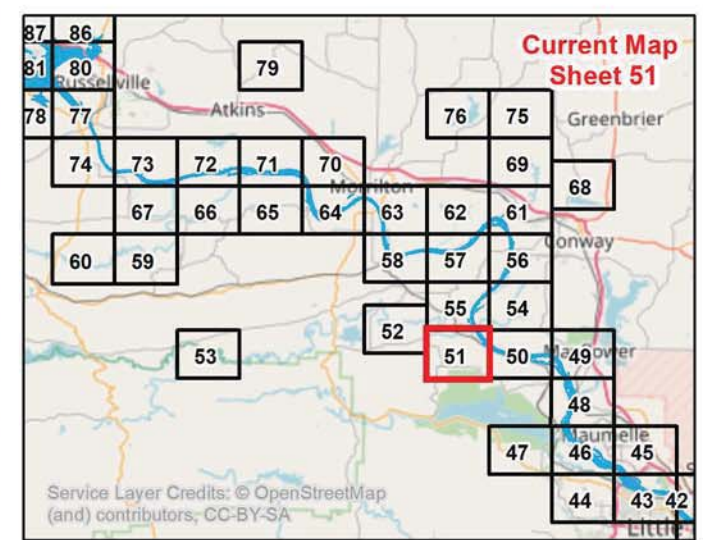 87 86
Current Map
Sheet 51
81 80
79
Russellville
78 77
Atkins
76 75
Greenbrier
74 73 72 71 70
69
68
Morrilton
67 66 65 64 63 62 61
Conway
60 59
58 57 56
55 54
52
53
51 50
49
48
Maumelle
47 46 45
44 43 42
Little
Service Layer Credits: © OpenStreetMap
(and) contributors, CC-BY-SA